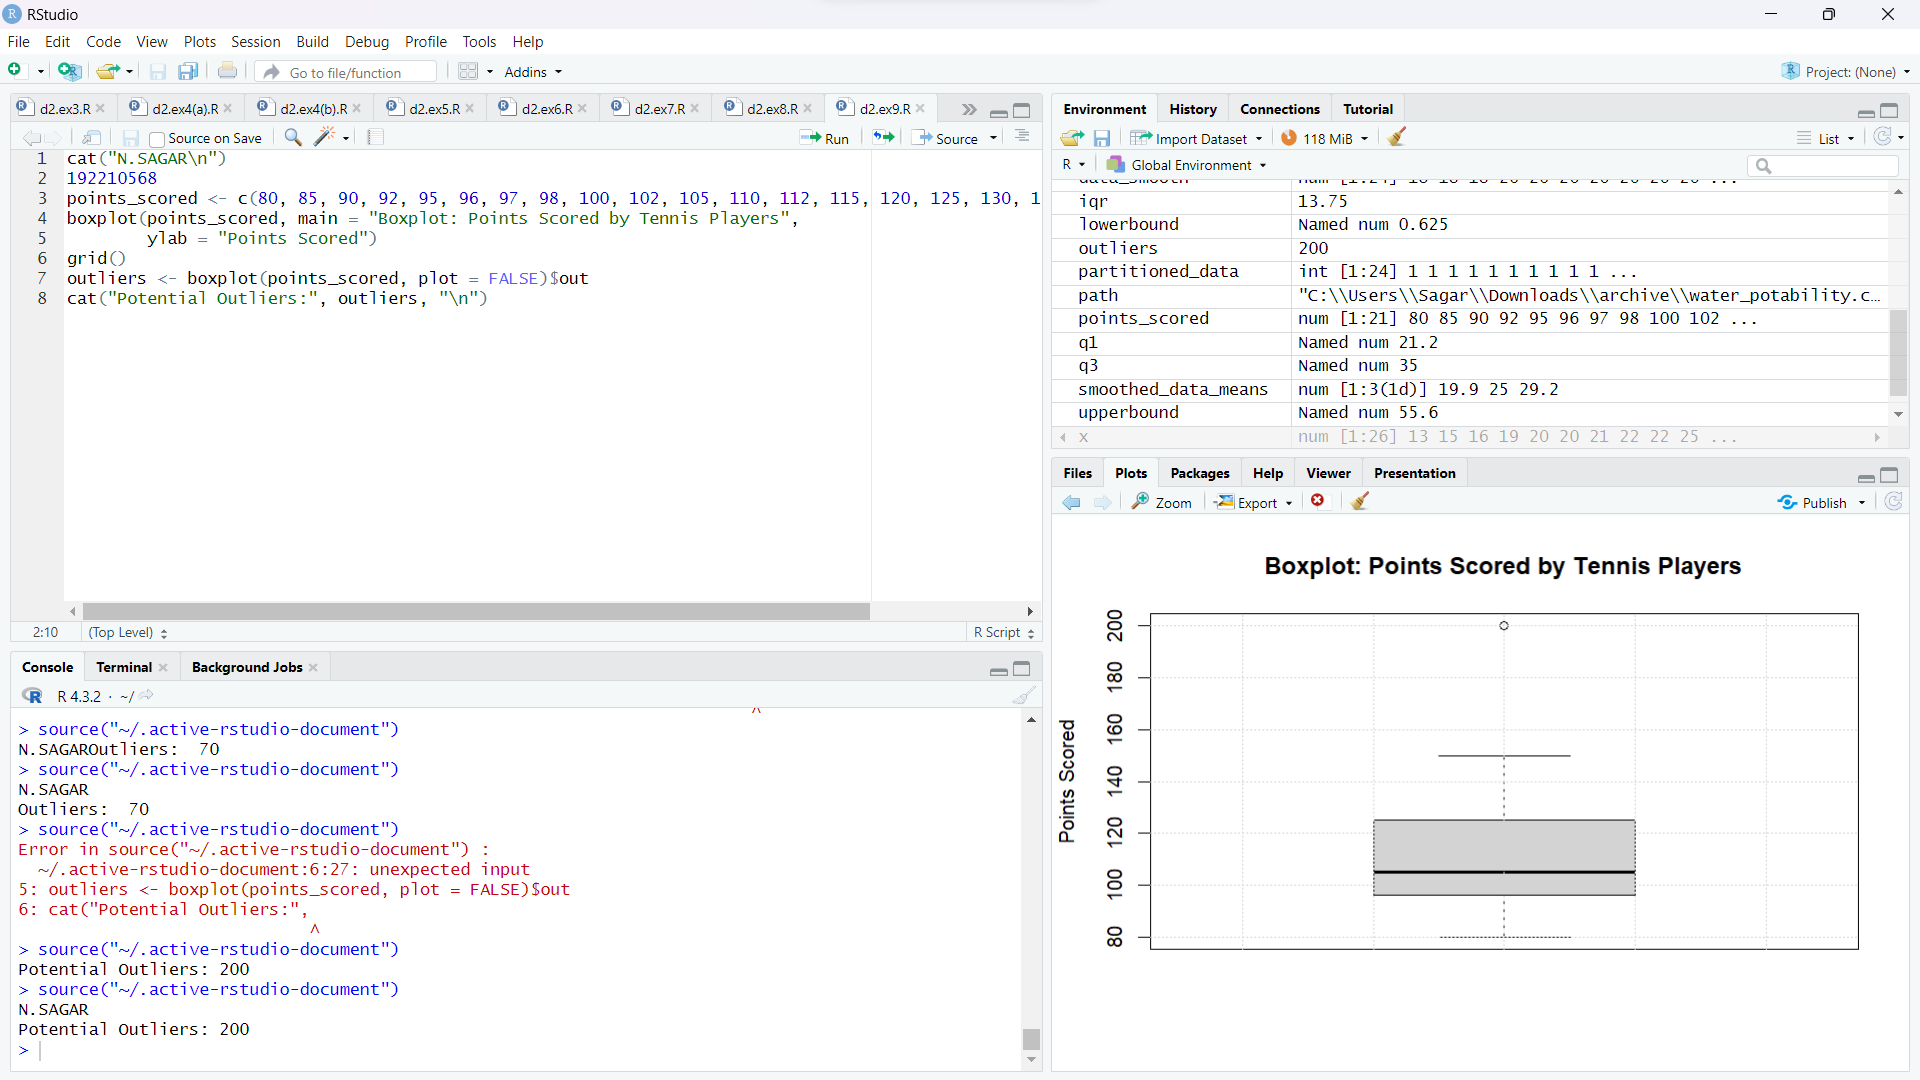 RStudio
File Edit Code View Plots Session Build Debug Profile Tools Help
Go to file/function Addins Project: (None)
d2.ex3.R d2.ex4(a).R d2.ex4(b).R d2.ex5.R d2.ex6.R d2.ex7.R d2.ex8.R d2.ex9.R
Source on Save Run Source
1 cat("N.SAGAR\n")
2 192210568
3 points_scored <- c(80, 85, 90, 92, 95, 96, 97, 98, 100, 102, 105, 110, 112, 115, 120, 125, 130, 1
4 boxplot(points_scored, main = "Boxplot: Points Scored by Tennis Players",
5 ylab = "Points Scored")
6 grid()
7 outliers <- boxplot(points_scored, plot = FALSE)$out
8 cat("Potential Outliers:", outliers, "\n")
2:10 (Top Level) R Script
Console Terminal Background Jobs
R 4.3.2 · ~/
^
> source("~/.active-rstudio-document")
N.SAGAROutliers:  70
> source("~/.active-rstudio-document")
N.SAGAR
Outliers:  70
> source("~/.active-rstudio-document")
Error in source("~/.active-rstudio-document") :
~/.active-rstudio-document:6:27: unexpected input
5: outliers <- boxplot(points_scored, plot = FALSE)$out
6: cat("Potential Outliers:",
^
> source("~/.active-rstudio-document")
Potential Outliers: 200
> source("~/.active-rstudio-document")
N.SAGAR
Potential Outliers: 200
>
Environment History Connections Tutorial
Import Dataset 118 MiB List
R Global Environment
iqr 13.75
lowerbound Named num 0.625
outliers 200
partitioned_data int [1:24] 1 1 1 1 1 1 1 1 1 1 ...
path "C:\\Users\\Sagar\\Downloads\\archive\\water_potability.c…
points_scored num [1:21] 80 85 90 92 95 96 97 98 100 102 ...
q1 Named num 21.2
q3 Named num 35
smoothed_data_means num [1:3(1d)] 19.9 25 29.2
upperbound Named num 55.6
x num [1:26] 13 15 16 19 20 20 21 22 22 25 ...
Files Plots Packages Help Viewer Presentation
Zoom Export Publish
Boxplot: Points Scored by Tennis Players
Points Scored
200
180
160
140
120
100
80